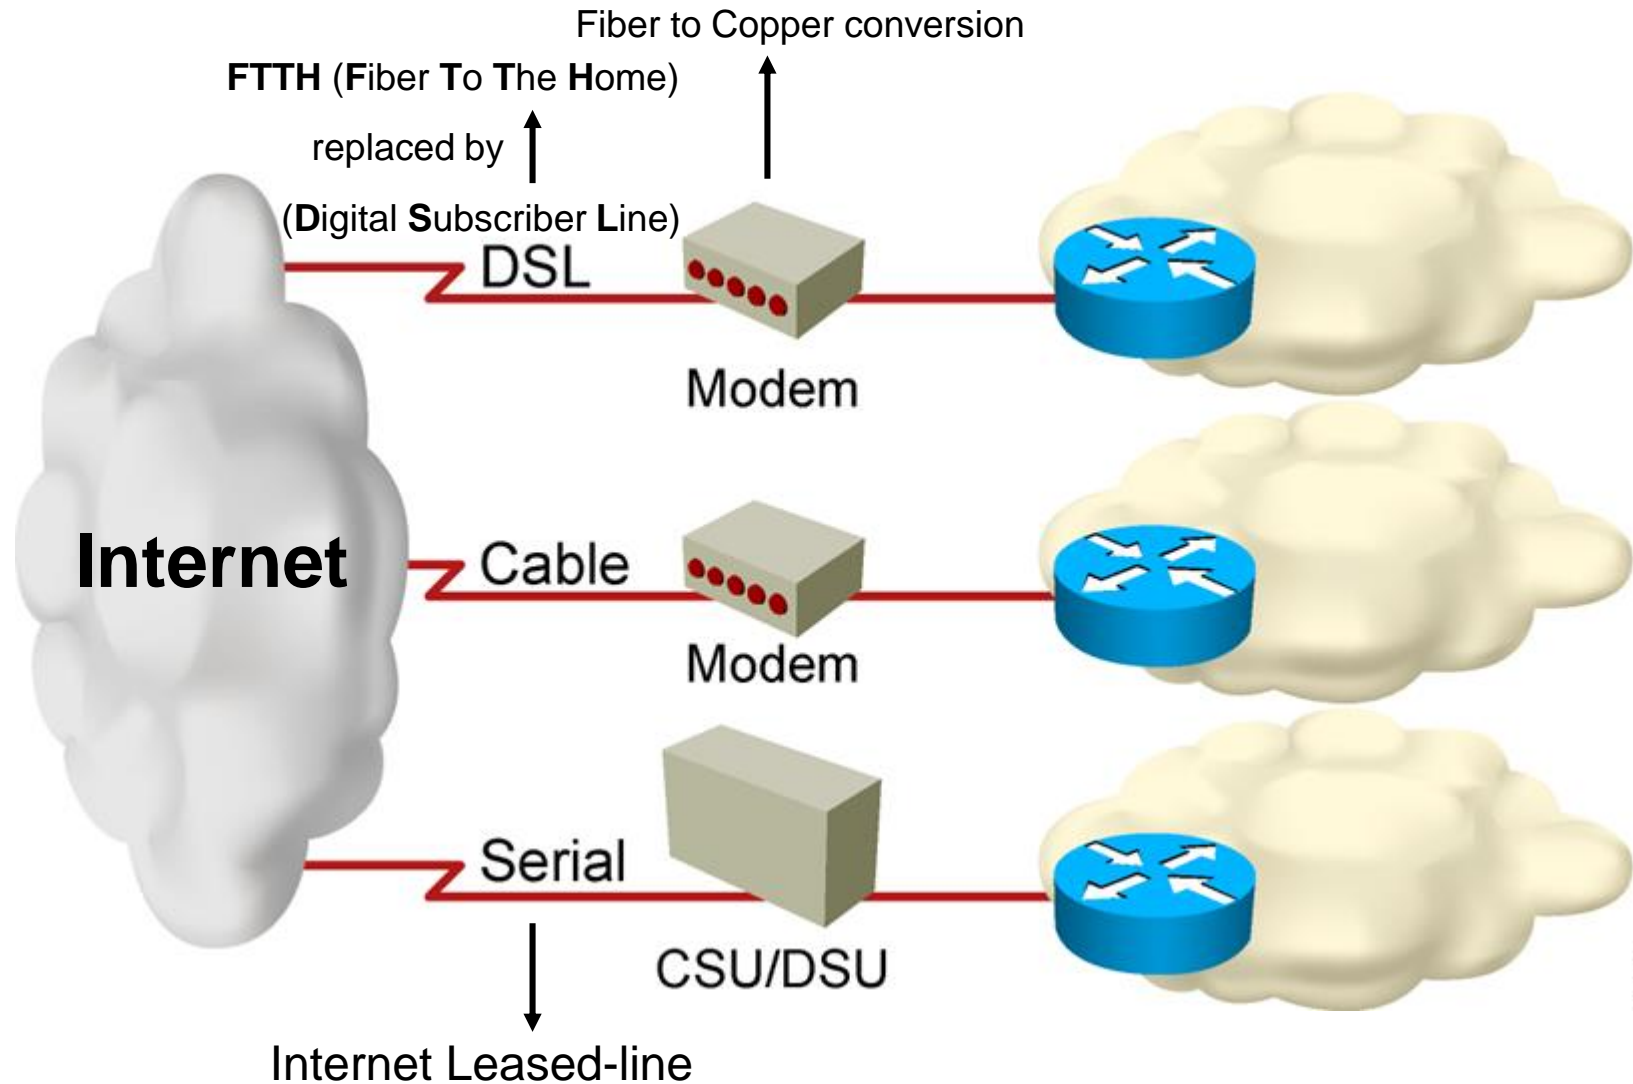 Fiber to Copper conversion
FTTH (Fiber To The Home)
replaced by
(Digital Subscriber Line)
DSL
Modem
Internet
Cable
Modem
Serial
CSU/DSU
Internet Leased-line